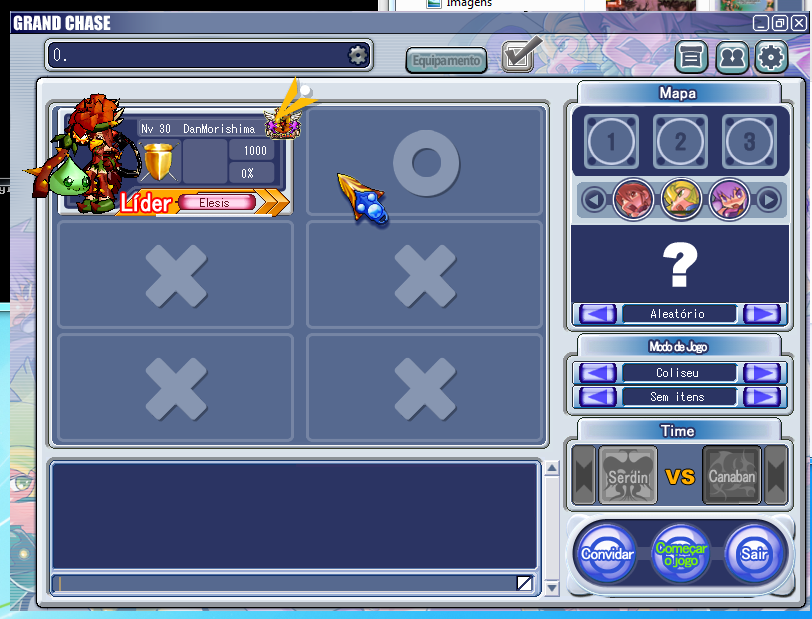 Imagens
GRAND CHASE
0.
Equipamento
Mapa
Nv 30 DanMorishima
1000
0%
Líder
Elesis
1 2 3
?
Aleatório
Modo de Jogo
Coliseu
Sem itens
Time
Serdin VS Canaban
Convidar
Começar
o jogo
Sair